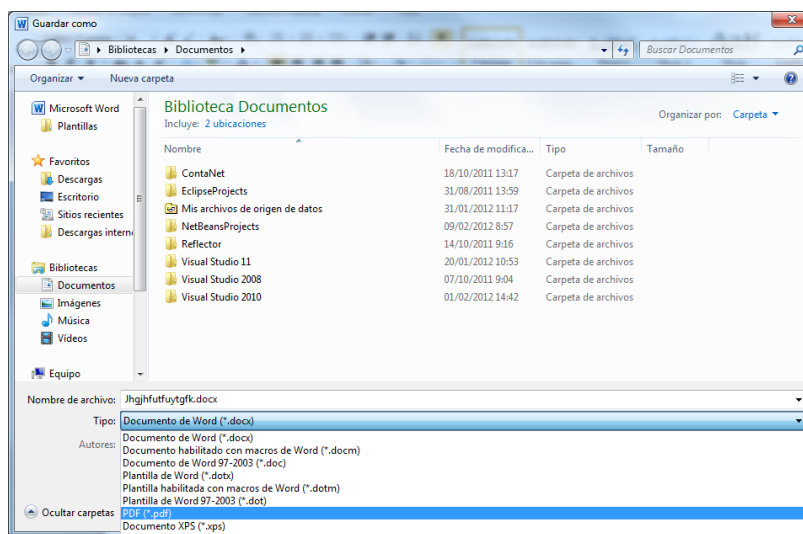 Guardar como
Bibliotecas Documentos
Buscar Documentos
Organizar Nueva carpeta
Microsoft Word
Plantillas
Favoritos
Descargas
Escritorio
Sitios recientes
Descargas intern
Bibliotecas
Documentos
Imágenes
Música
Vídeos
Equipo
Biblioteca Documentos
Incluye: 2 ubicaciones
Organizar por: Carpeta
Nombre Fecha de modifica... Tipo Tamaño
ContaNet 18/10/2011 13:17 Carpeta de archivos
EclipseProjects 31/08/2011 13:59 Carpeta de archivos
Mis archivos de origen de datos 31/01/2012 11:17 Carpeta de archivos
NetBeansProjects 09/02/2012 8:57 Carpeta de archivos
Reflector 14/10/2011 9:16 Carpeta de archivos
Visual Studio 11 20/01/2012 10:53 Carpeta de archivos
Visual Studio 2008 07/10/2011 9:04 Carpeta de archivos
Visual Studio 2010 01/02/2012 14:42 Carpeta de archivos
Nombre de archivo: Jhgjhfutfuytgfk.docx
Tipo: Documento de Word (*.docx)
Autores:
Documento de Word (*.docx)
Documento habilitado con macros de Word (*.docm)
Documento de Word 97-2003 (*.doc)
Plantilla de Word (*.dotx)
Plantilla habilitada con macros de Word (*.dotm)
Plantilla de Word 97-2003 (*.dot)
PDF (*.pdf)
Documento XPS (*.xps)
Ocultar carpetas